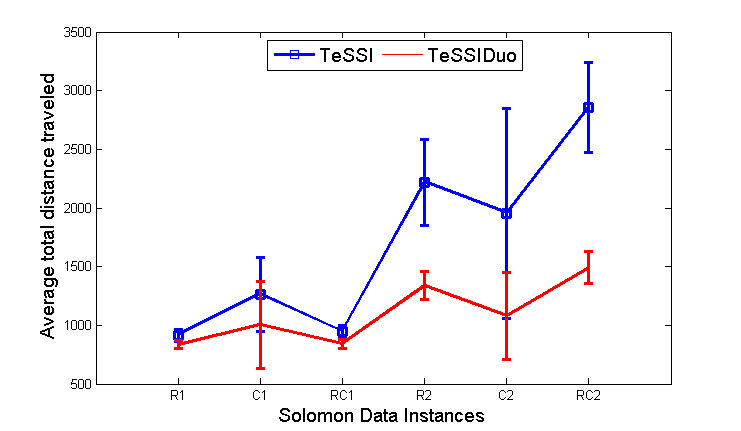 TeSSI TeSSIDuo
Average total distance traveled
3500
3000
2500
2000
1500
1000
500
R1 C1 RC1 R2 C2 RC2
Solomon Data Instances